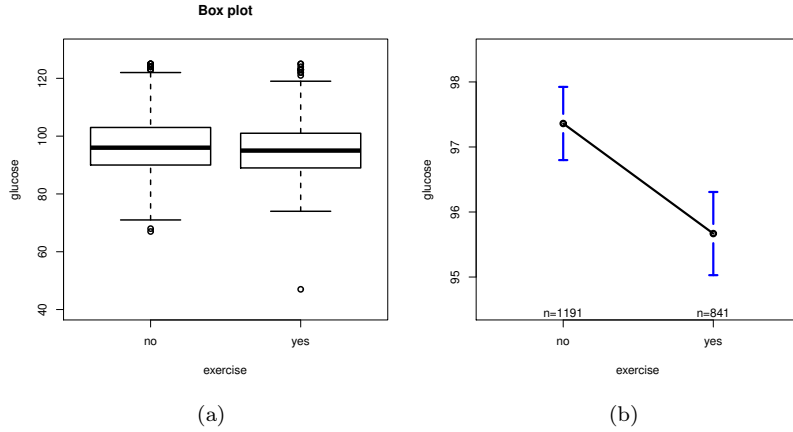 Box plot
glucose
120
100
80
60
40
no
yes
exercise
(a)
glucose
98
97
96
95
n=1191
n=841
no
yes
exercise
(b)